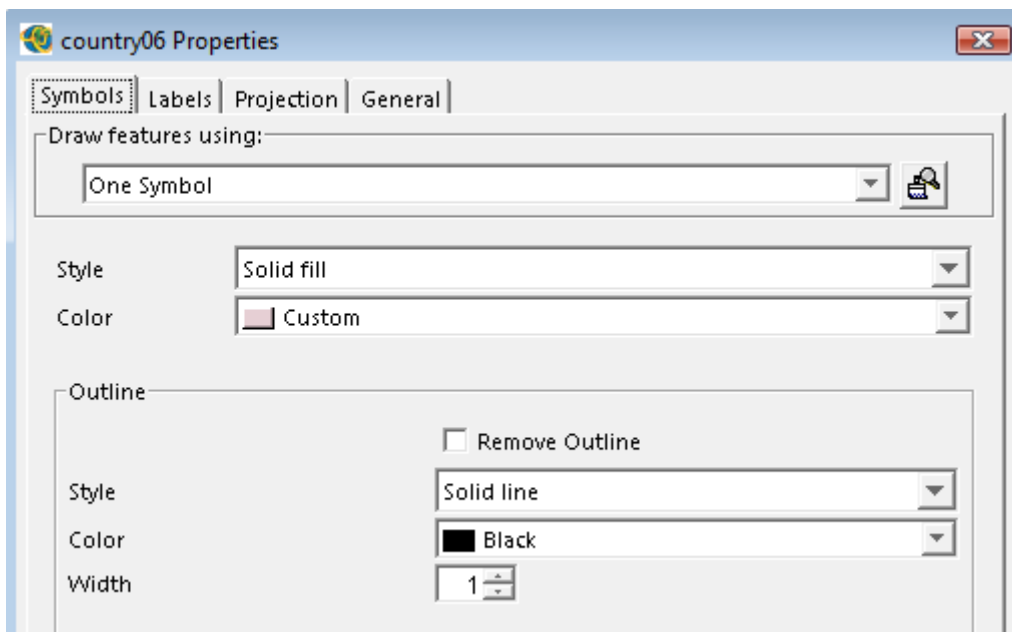 country06 Properties
Symbols Labels Projection General
Draw features using:
One Symbol
Style Solid fill
Color Custom
Outline
Remove Outline
Style Solid line
Color Black
Width 1